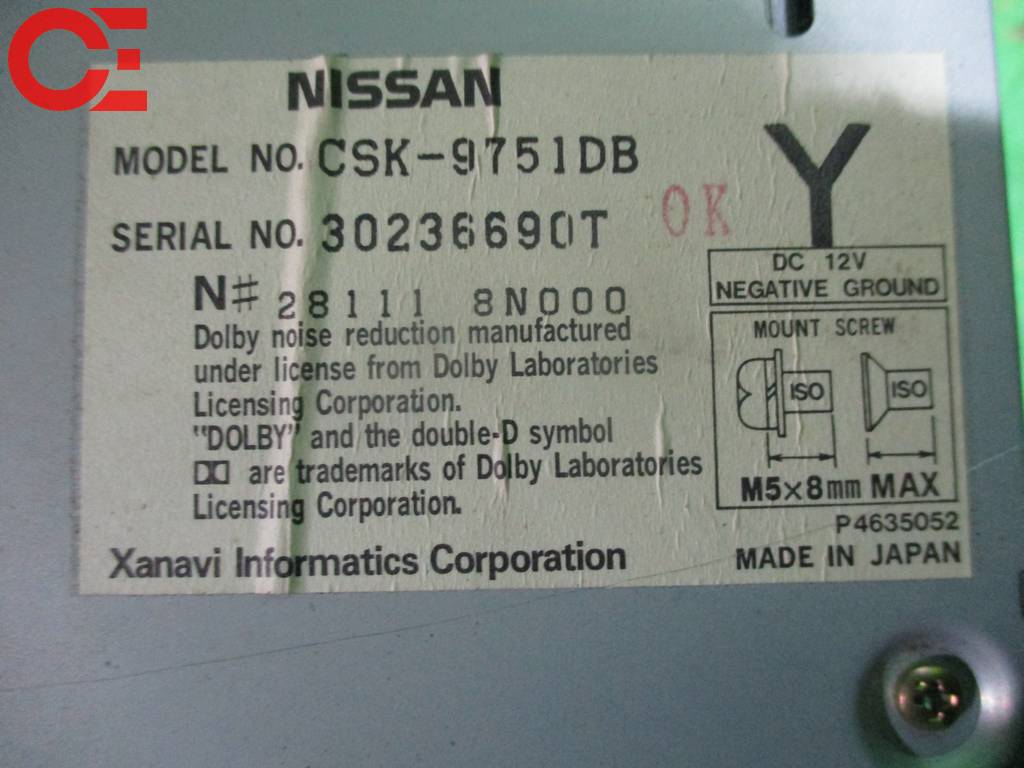 CE
NISSAN
MODEL NO. CSK-9751DB
SERIAL NO. 30236690T
OK
Y
N# 28111 8N000
DC 12V
NEGATIVE GROUND
Dolby noise reduction manufactured
under license from Dolby Laboratories
Licensing Corporation.
"DOLBY" and the double-D symbol
are trademarks of Dolby Laboratories
Licensing Corporation.
MOUNT SCREW
ISO
ISO
M5×8mm MAX
P4635052
Xanavi Informatics Corporation
MADE IN JAPAN